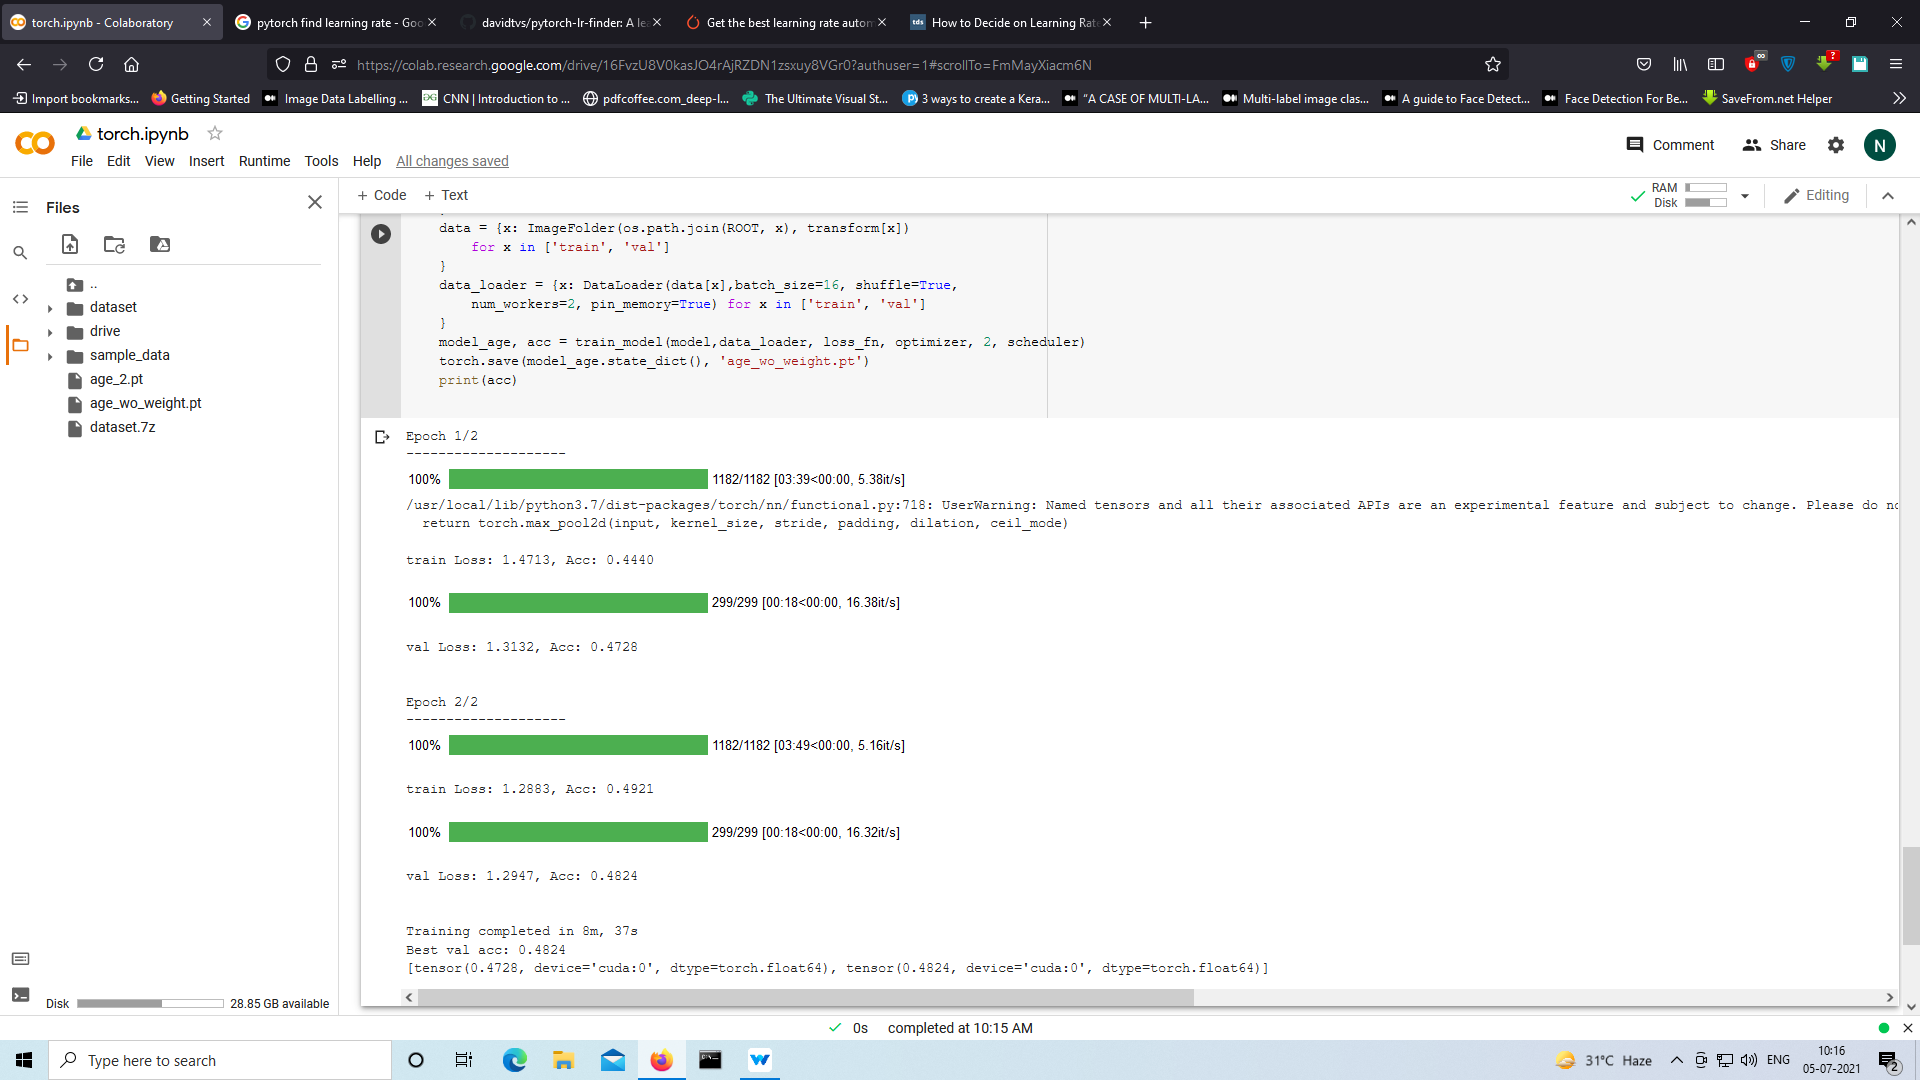 torch.ipynb - Colaboratory
pytorch find learning rate - Goo
davidtvs/pytorch-lr-finder: A le
Get the best learning rate autom
How to Decide on Learning Rate
https://colab.research.google.com/drive/16FvzU8V0kasJO4rAjRZDN1zsxuy8VGr0?authuser=1#scrollTo=FmMayXiacm6N
Import bookmarks...
Getting Started
Image Data Labelling ...
CNN | Introduction to ...
pdfcoffee.com_deep-l...
The Ultimate Visual St...
3 ways to create a Kera...
"A CASE OF MULTI-LA...
Multi-label image clas...
A guide to Face Detect...
Face Detection For Be...
SaveFrom.net Helper
torch.ipynb
File Edit View Insert Runtime Tools Help All changes saved
Comment Share N
Files
+ Code + Text
RAM
Disk
Editing
..
dataset
drive
sample_data
age_2.pt
age_wo_weight.pt
dataset.7z
data = {x: ImageFolder(os.path.join(ROOT, x), transform[x])
for x in ['train', 'val']
}
data_loader = {x: DataLoader(data[x],batch_size=16, shuffle=True,
num_workers=2, pin_memory=True) for x in ['train', 'val']
}
model_age, acc = train_model(model,data_loader, loss_fn, optimizer, 2, scheduler)
torch.save(model_age.state_dict(), 'age_wo_weight.pt')
print(acc)
Epoch 1/2
--------------------
100% 1182/1182 [03:39<00:00, 5.38it/s]
/usr/local/lib/python3.7/dist-packages/torch/nn/functional.py:718: UserWarning: Named tensors and all their associated APIs are an experimental feature and subject to change. Please do no
return torch.max_pool2d(input, kernel_size, stride, padding, dilation, ceil_mode)
train Loss: 1.4713, Acc: 0.4440
100% 299/299 [00:18<00:00, 16.38it/s]
val Loss: 1.3132, Acc: 0.4728
Epoch 2/2
--------------------
100% 1182/1182 [03:49<00:00, 5.16it/s]
train Loss: 1.2883, Acc: 0.4921
100% 299/299 [00:18<00:00, 16.32it/s]
val Loss: 1.2947, Acc: 0.4824
Training completed in 8m, 37s
Best val acc: 0.4824
[tensor(0.4728, device='cuda:0', dtype=torch.float64), tensor(0.4824, device='cuda:0', dtype=torch.float64)]
Disk 28.85 GB available
0s completed at 10:15 AM
Type here to search
31°C Haze
ENG
10:16
05-07-2021
2